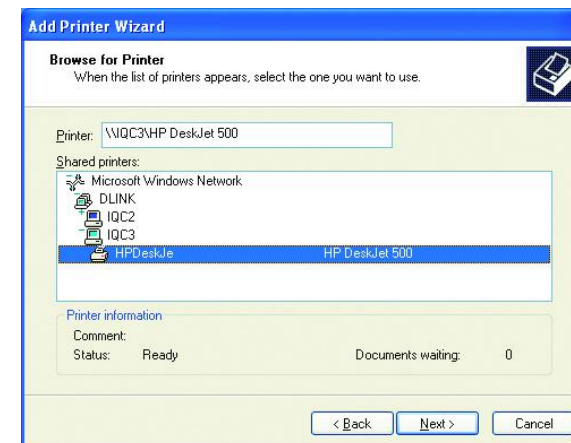 Add Printer Wizard
Browse for Printer
When the list of printers appears, select the one you want to use.
Printer: \\IQC3\HP DeskJet 500
Shared printers:
Microsoft Windows Network
DLINK
IQC2
IQC3
HPDeskJe HP DeskJet 500
Printer information
Comment:
Status: Ready Documents waiting: 0
< Back Next > Cancel